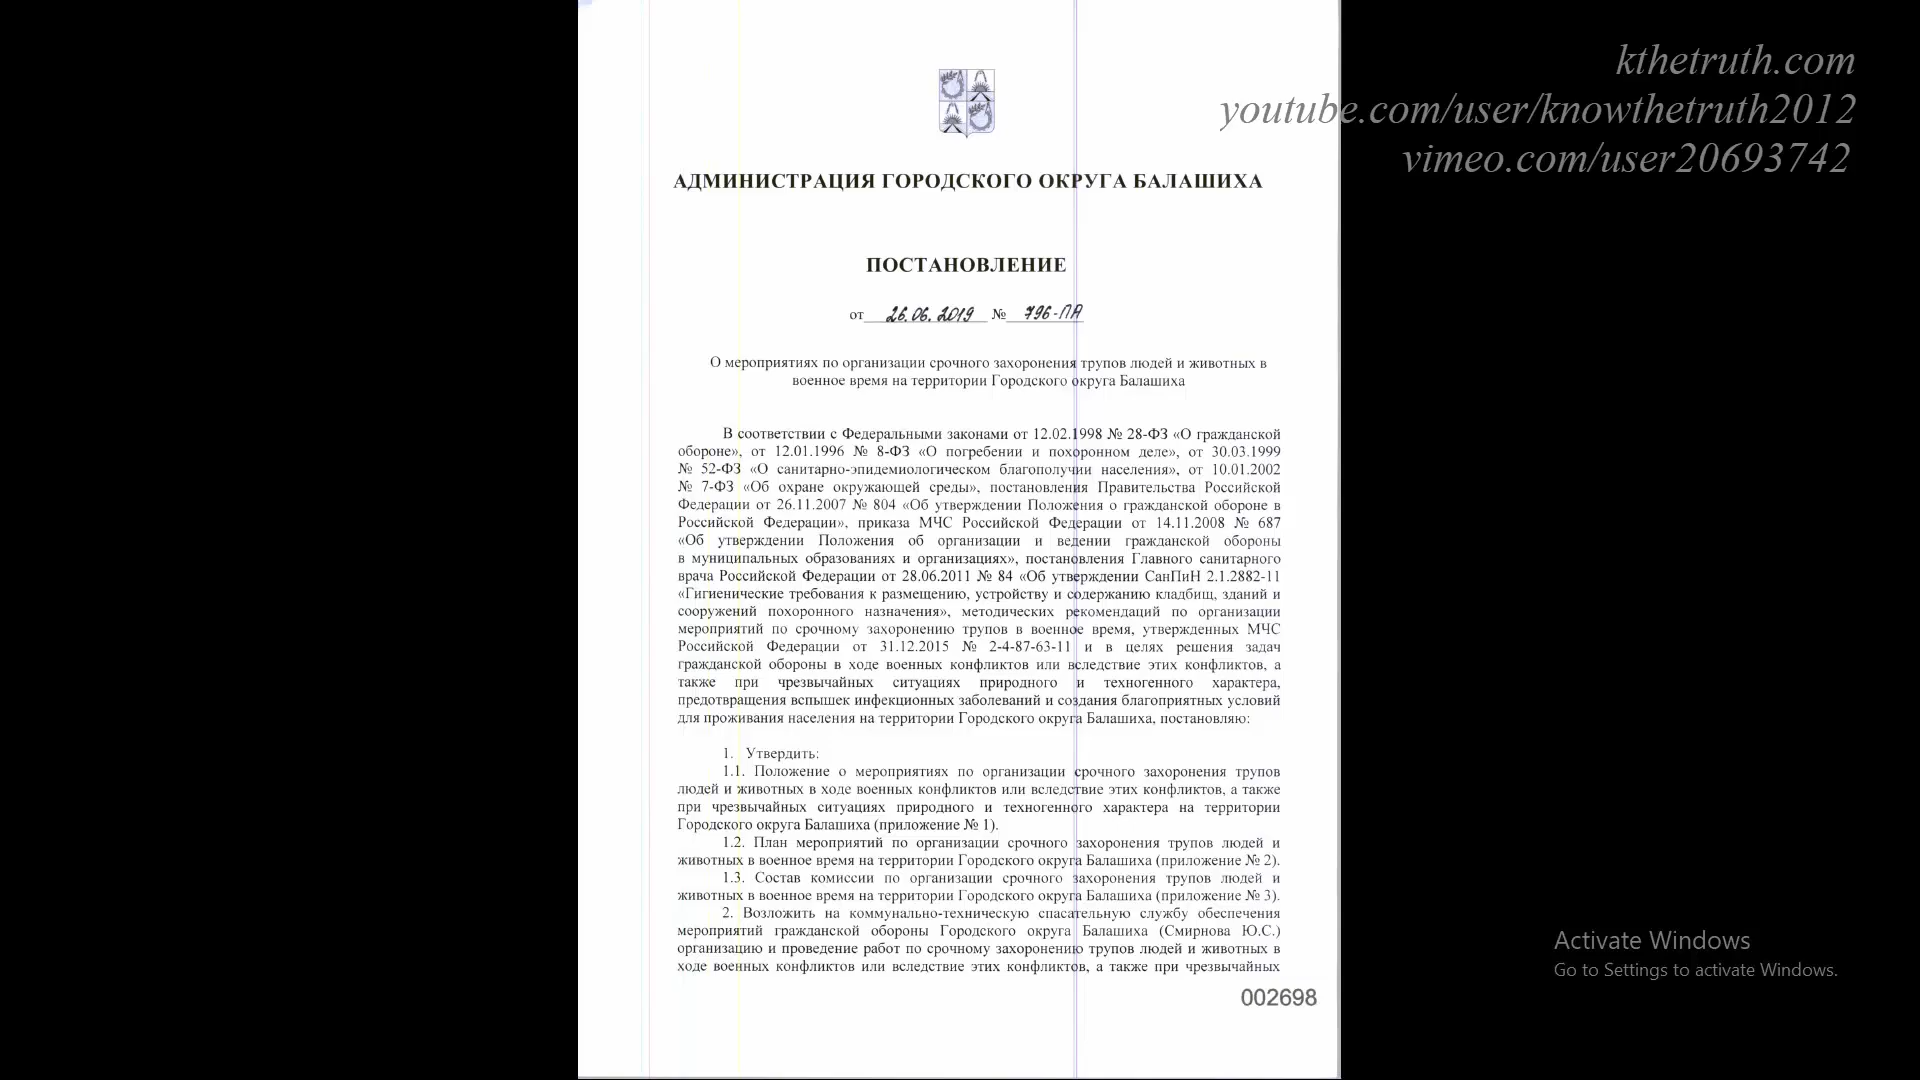 kthetruth.com
youtube.com/user/knowthetruth2012
vimeo.com/user20693742
АДМИНИСТРАЦИЯ ГОРОДСКОГО ОКРУГА БАЛАШИХА
ПОСТАНОВЛЕНИЕ
от 26.06.2019 № 796-ПА
О мероприятиях по организации срочного захоронения трупов людей и животных в
военное время на территории Городского округа Балашиха
В соответствии с Федеральными законами от 12.02.1998 № 28-ФЗ «О гражданской
обороне», от 12.01.1996 № 8-ФЗ «О погребении и похоронном деле», от 30.03.1999
№ 52-ФЗ «О санитарно-эпидемиологическом благополучии населения», от 10.01.2002
№ 7-ФЗ «Об охране окружающей среды», постановления Правительства Российской
Федерации от 26.11.2007 № 804 «Об утверждении Положения о гражданской обороне в
Российской Федерации», приказа МЧС Российской Федерации от 14.11.2008 № 687
«Об утверждении Положения об организации и ведении гражданской обороны
в муниципальных образованиях и организациях», постановления Главного санитарного
врача Российской Федерации от 28.06.2011 № 84 «Об утверждении СанПиН 2.1.2882-11
«Гигиенические требования к размещению, устройству и содержанию кладбищ, зданий и
сооружений похоронного назначения», методических рекомендаций по организации
мероприятий по срочному захоронению трупов в военное время, утвержденных МЧС
Российской Федерации от 31.12.2015 № 2-4-87-63-11 и в целях решения задач
гражданской обороны в ходе военных конфликтов или вследствие этих конфликтов, а
также при чрезвычайных ситуациях природного и техногенного характера,
предотвращения вспышек инфекционных заболеваний и создания благоприятных условий
для проживания населения на территории Городского округа Балашиха, постановляю:
1. Утвердить:
1.1. Положение о мероприятиях по организации срочного захоронения трупов
людей и животных в ходе военных конфликтов или вследствие этих конфликтов, а также
при чрезвычайных ситуациях природного и техногенного характера на территории
Городского округа Балашиха (приложение № 1).
1.2. План мероприятий по организации срочного захоронения трупов людей и
животных в военное время на территории Городского округа Балашиха (приложение № 2).
1.3. Состав комиссии по организации срочного захоронения трупов людей и
животных в военное время на территории Городского округа Балашиха (приложение № 3).
2. Возложить на коммунально-техническую спасательную службу обеспечения
мероприятий гражданской обороны Городского округа Балашиха (Смирнова Ю.С.)
организацию и проведение работ по срочному захоронению трупов людей и животных в
ходе военных конфликтов или вследствие этих конфликтов, а также при чрезвычайных
002698
Activate Windows
Go to Settings to activate Windows.